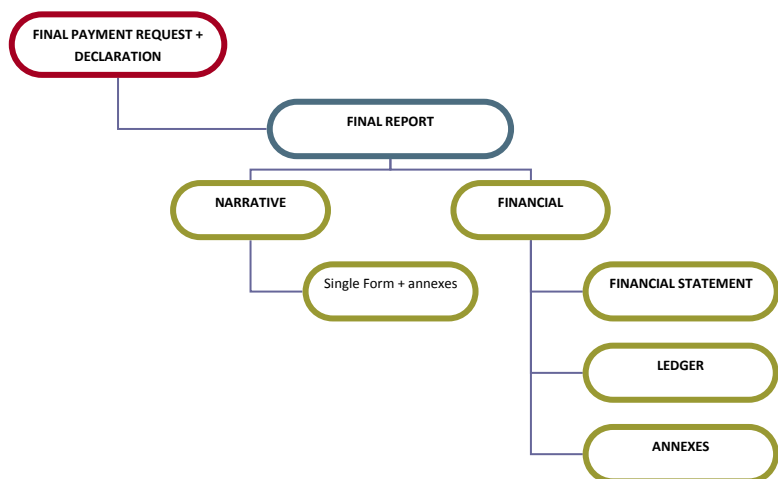 FINAL PAYMENT REQUEST +
DECLARATION
FINAL REPORT
NARRATIVE
FINANCIAL
Single Form + annexes
FINANCIAL STATEMENT
LEDGER
ANNEXES